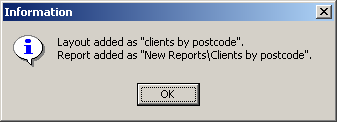 Information
Layout added as "clients by postcode".
Report added as "New Reports\Clients by postcode".
OK